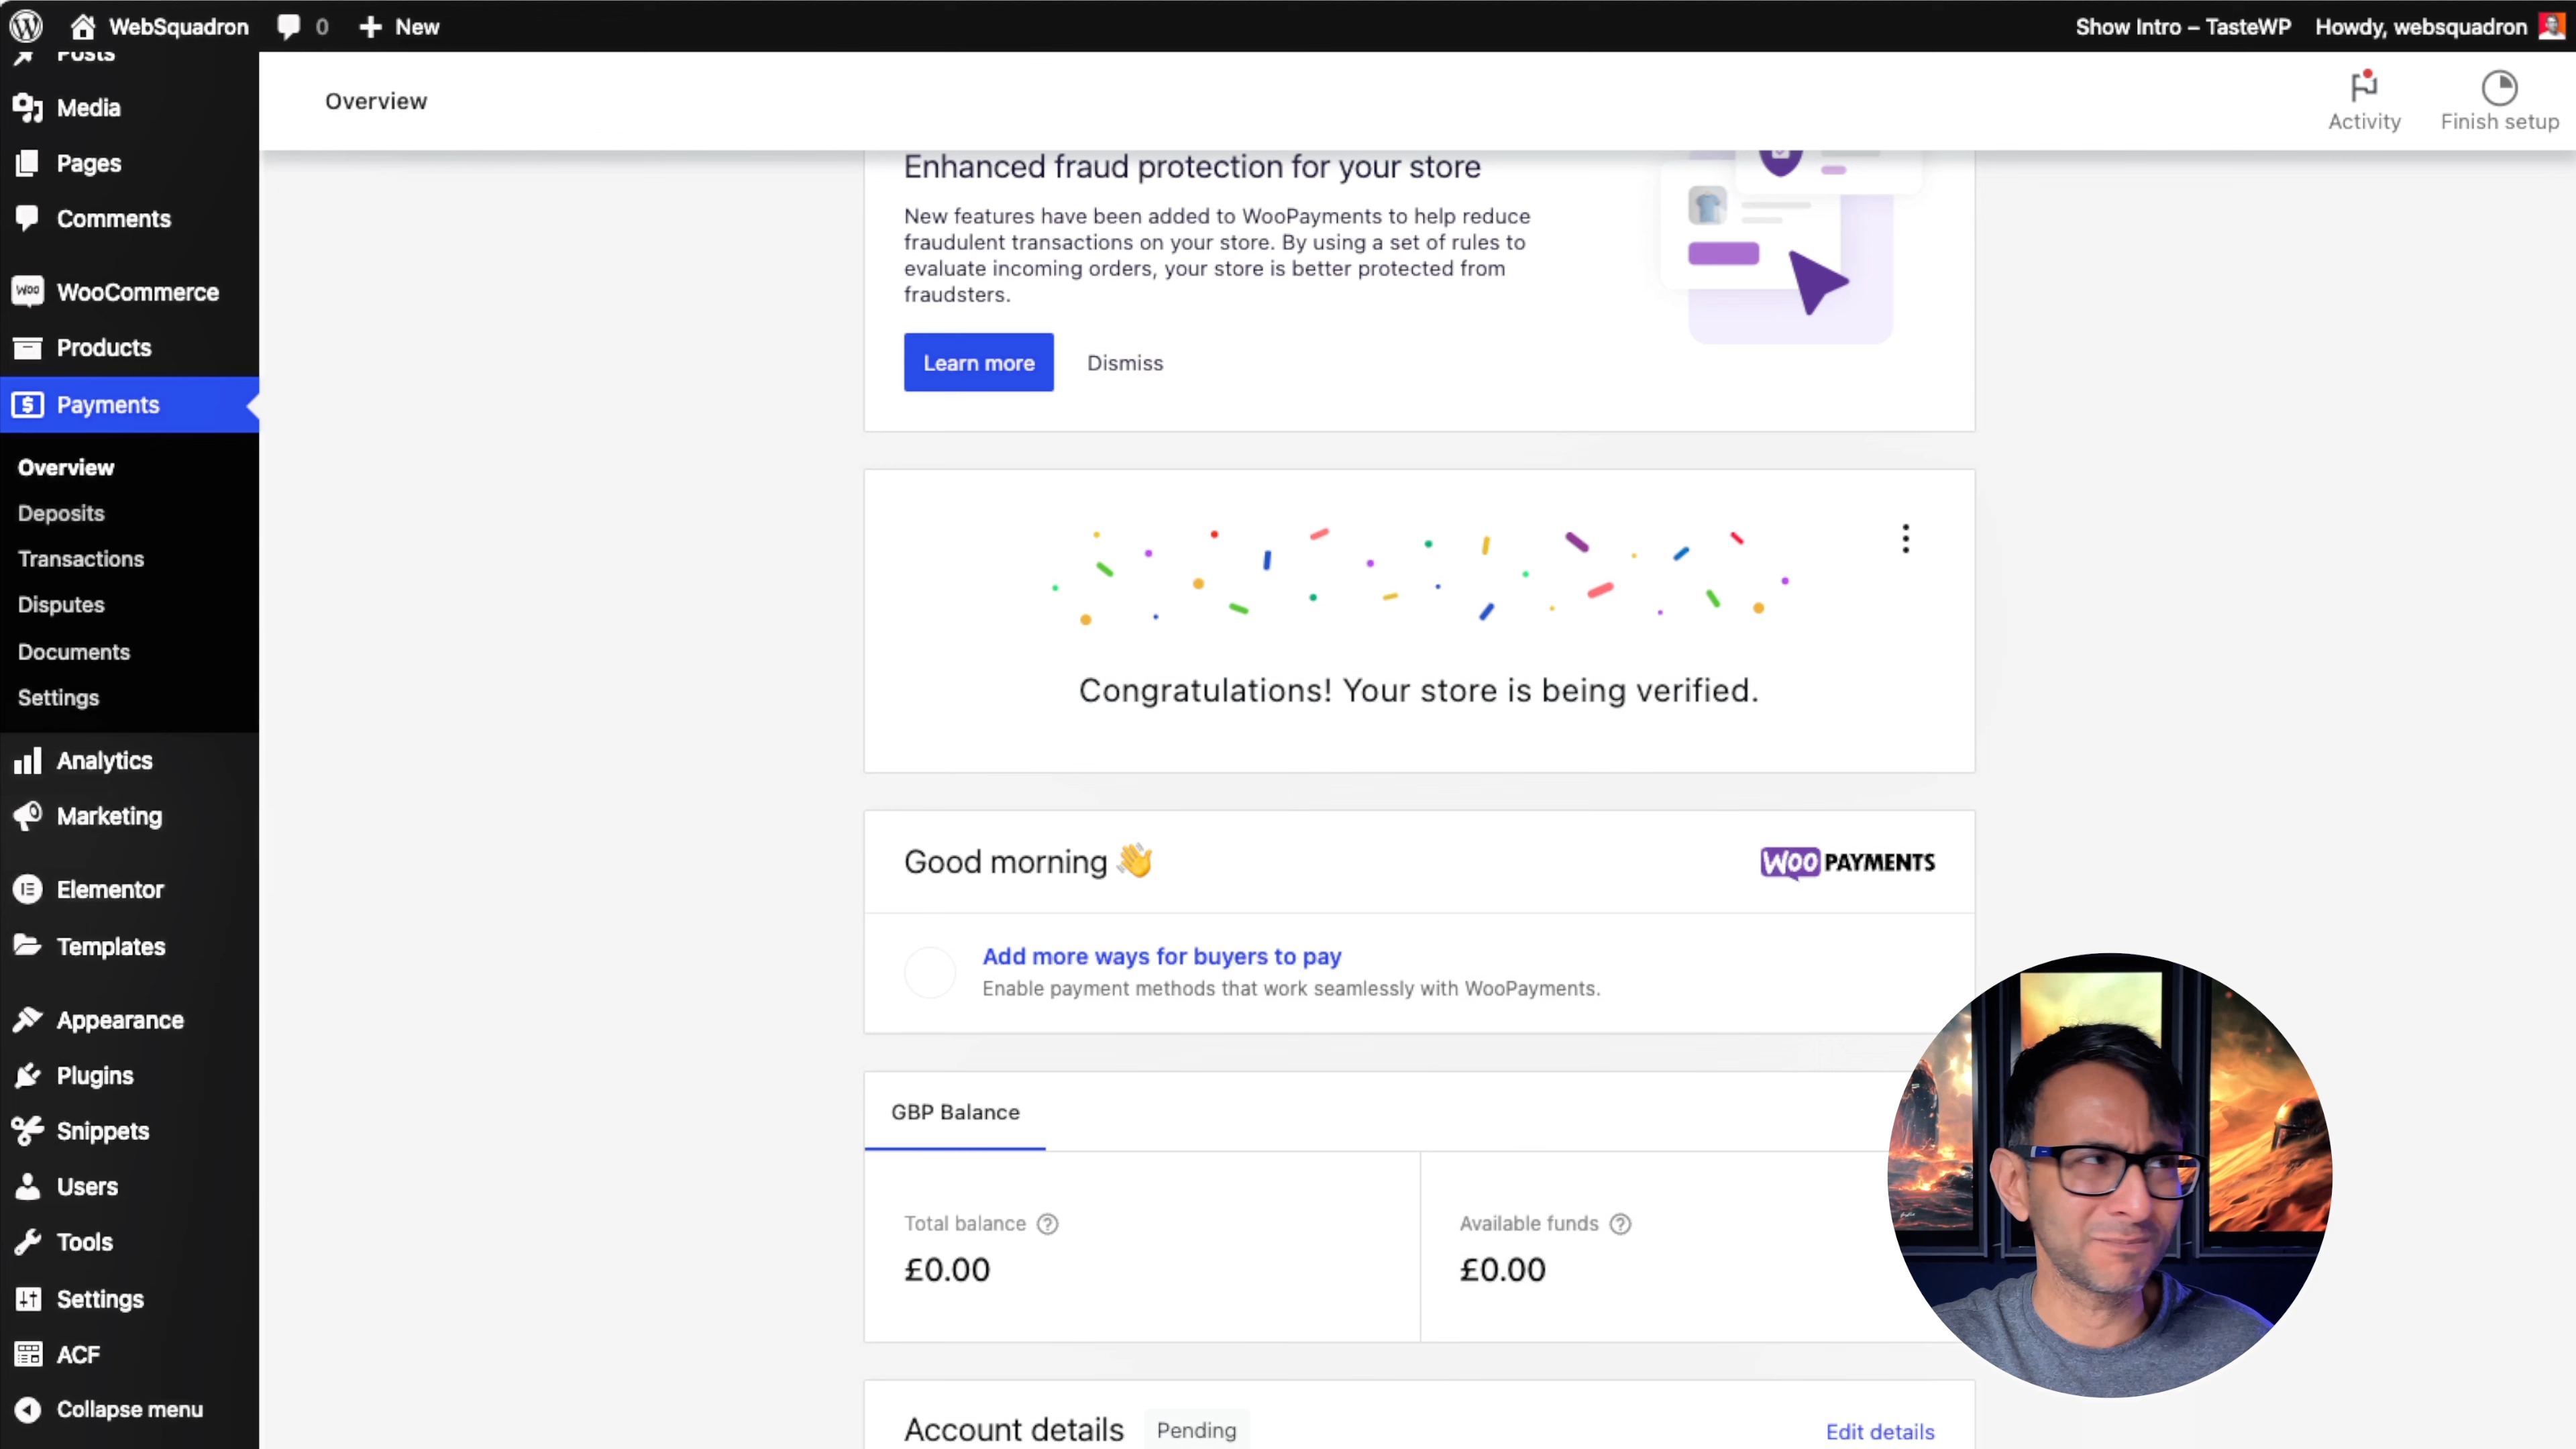 WebSquadron
0
New
Show Intro – TasteWP
Howdy, websquadron
Posts
Media
Pages
Comments
WooCommerce
Products
Payments
Overview
Deposits
Transactions
Disputes
Documents
Settings
Analytics
Marketing
Elementor
Templates
Appearance
Plugins
Snippets
Users
Tools
Settings
ACF
Collapse menu
Overview
Activity
Finish setup
Enhanced fraud protection for your store
New features have been added to WooPayments to help reduce
fraudulent transactions on your store. By using a set of rules to
evaluate incoming orders, your store is better protected from
fraudsters.
Learn more
Dismiss
Congratulations! Your store is being verified.
Good morning 👋
WOO PAYMENTS
Add more ways for buyers to pay
Enable payment methods that work seamlessly with WooPayments.
GBP Balance
Total balance
£0.00
Available funds
£0.00
Account details
Pending
Edit details